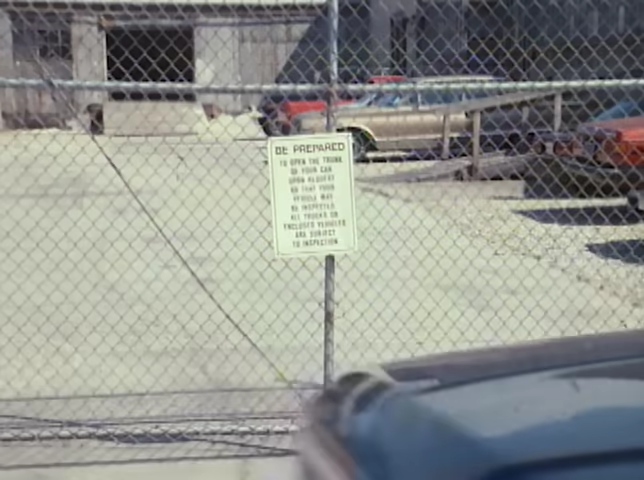 BE PREPARED
TO OPEN THE TRUNK
OF YOUR CAR
UPON REQUEST
SO THAT YOUR
VEHICLE MAY
BE INSPECTED
ALL TRUCKS OR
ENCLOSED VEHICLES
ARE SUBJECT
TO INSPECTION